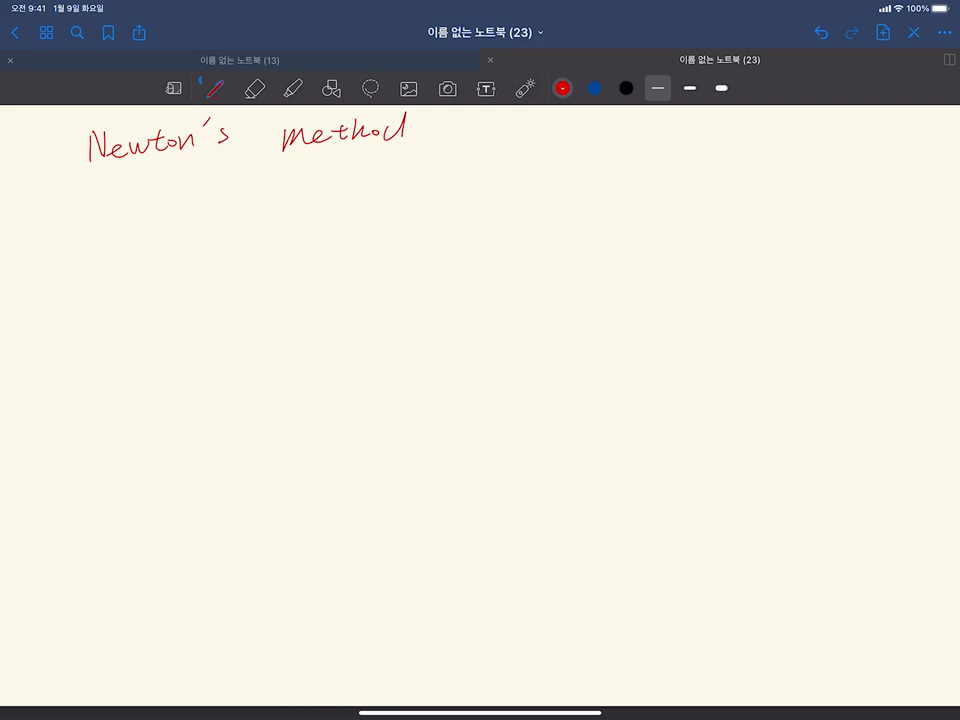 오전 9:41 1월 9일 화요일 100%
이름 없는 노트북 (23)
이름 없는 노트북 (13) 이름 없는 노트북 (23)
T
Newton's method